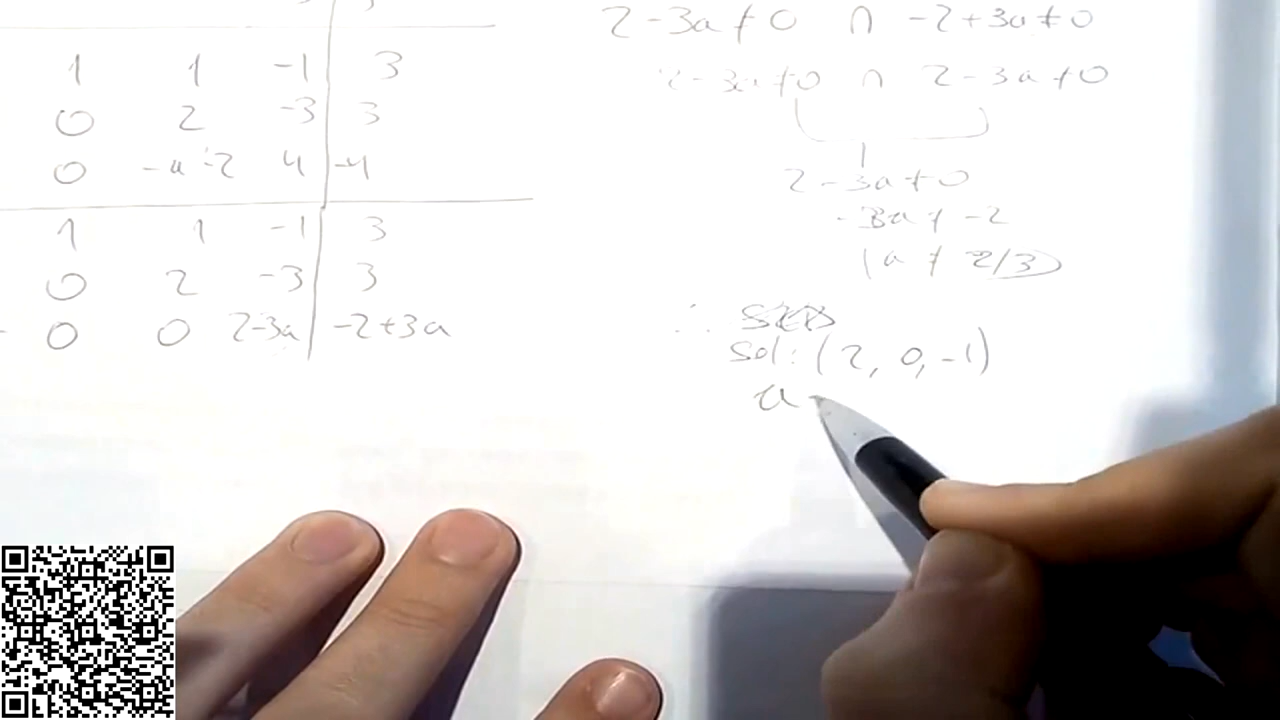 1 1 -1 | 3
0 2 -3 | 3
0 -a-2 4 | -4
1 1 -1 | 3
0 2 -3 | 3
0 0 2-3a | -2+3a
2-3a≠0 ∩ -2+3a≠0
2-3a≠0 ∩ 2-3a≠0
2-3a≠0
-3a≠ -2
a ≠ 2/3
∴
sol: (2, 0, -1)
a